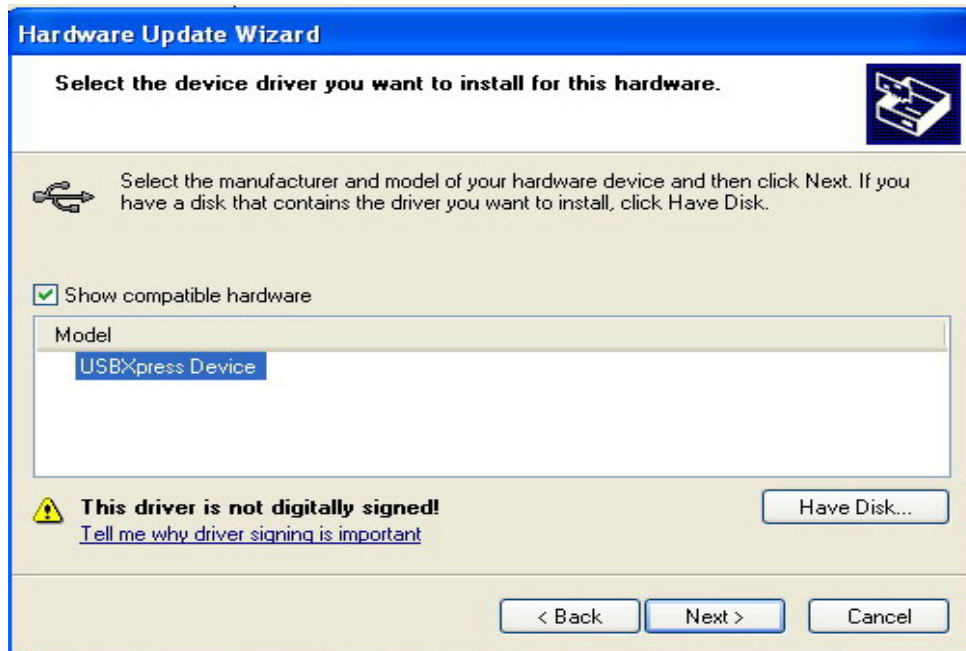 Hardware Update Wizard
Select the device driver you want to install for this hardware.
Select the manufacturer and model of your hardware device and then click Next. If you
have a disk that contains the driver you want to install, click Have Disk.
Show compatible hardware
Model
USBXpress Device
This driver is not digitally signed!
Tell me why driver signing is important
Have Disk...
< Back
Next >
Cancel